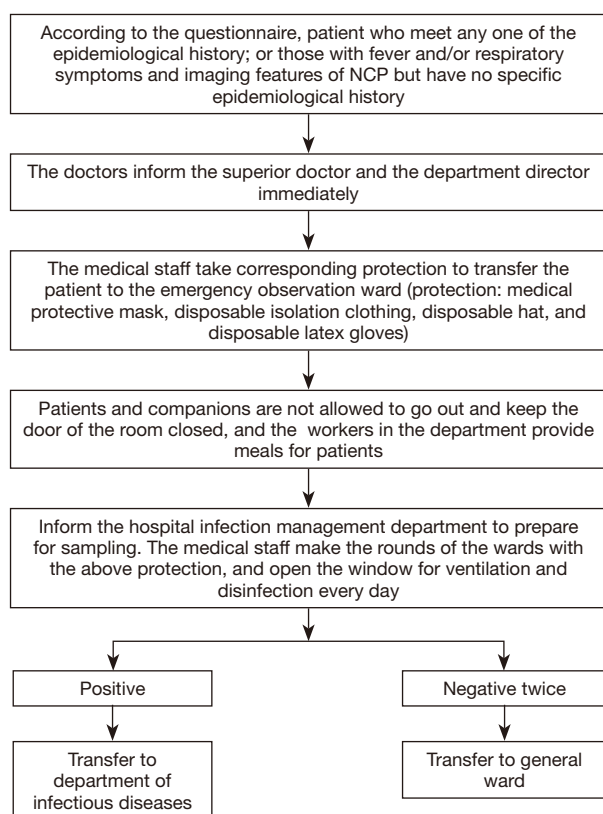 According to the questionnaire, patient who meet any one of the
epidemiological history; or those with fever and/or respiratory
symptoms and imaging features of NCP but have no specific
epidemiological history
The doctors inform the superior doctor and the department director
immediately
The medical staff take corresponding protection to transfer the
patient to the emergency observation ward (protection: medical
protective mask, disposable isolation clothing, disposable hat, and
disposable latex gloves)
Patients and companions are not allowed to go out and keep the
door of the room closed, and the workers in the department provide
meals for patients
Inform the hospital infection management department to prepare
for sampling. The medical staff make the rounds of the wards with
the above protection, and open the window for ventilation and
disinfection every day
Positive
Negative twice
Transfer to
department of
infectious diseases
Transfer to general
ward